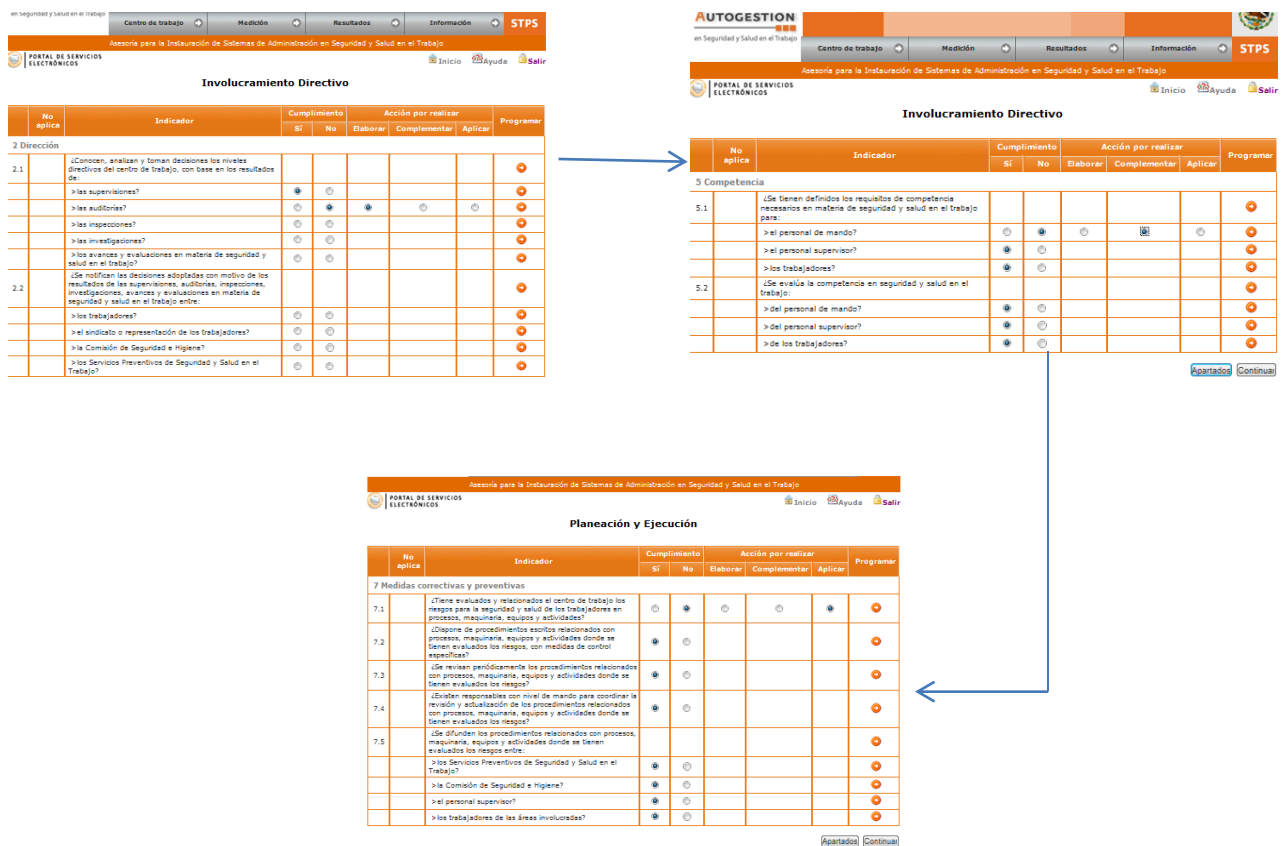 en Seguridad y Salud en el Trabajo
Centro de trabajo Medición Resultados Información STPS
Asesoría para la Instauración de Sistemas de Administración en Seguridad y Salud en el Trabajo
PORTAL DE SERVICIOS
ELECTRÓNICOS
Inicio Ayuda Salir
Involucramiento Directivo
No aplica Indicador Cumplimiento Acción por realizar Programar
Sí No Elaborar Complementar Aplicar
2 Dirección
2.1 ¿Conocen, analizan y toman decisiones los niveles
directivos del centro de trabajo, con base en los resultados
de:
>las supervisiones?
>las auditorías?
>las inspecciones?
>las investigaciones?
>los avances y evaluaciones en materia de seguridad y
salud en el trabajo?
2.2 ¿Se notifican las decisiones adoptadas con motivo de los
resultados de las supervisiones, auditorías, inspecciones,
investigaciones, avances y evaluaciones en materia de
seguridad y salud en el trabajo entre:
>los trabajadores?
>el sindicato o representación de los trabajadores?
>la Comisión de Seguridad e Higiene?
>los Servicios Preventivos de Seguridad y Salud en el
Trabajo?
AUTOGESTION
en Seguridad y Salud en el Trabajo
Centro de trabajo Medición Resultados Información STPS
Asesoría para la Instauración de Sistemas de Administración en Seguridad y Salud en el Trabajo
PORTAL DE SERVICIOS
ELECTRÓNICOS
Inicio Ayuda Salir
Involucramiento Directivo
No aplica Indicador Cumplimiento Acción por realizar Programar
Sí No Elaborar Complementar Aplicar
5 Competencia
5.1 ¿Se tienen definidos los requisitos de competencia
necesarios en materia de seguridad y salud en el trabajo
para:
>el personal de mando?
>el personal supervisor?
>los trabajadores?
5.2 ¿Se evalúa la competencia en seguridad y salud en el
trabajo:
>del personal de mando?
>del personal supervisor?
>de los trabajadores?
Apartados Continuar
Asesoría para la Instauración de Sistemas de Administración en Seguridad y Salud en el Trabajo
PORTAL DE SERVICIOS
ELECTRÓNICOS
Inicio Ayuda Salir
Planeación y Ejecución
No aplica Indicador Cumplimiento Acción por realizar Programar
Sí No Elaborar Complementar Aplicar
7 Medidas correctivas y preventivas
7.1 ¿Tiene evaluados y relacionados el centro de trabajo los
riesgos para la seguridad y salud de los trabajadores en
procesos, maquinaria, equipos y actividades?
7.2 ¿Dispone de procedimientos escritos relacionados con
procesos, maquinaria, equipos y actividades donde se
tienen evaluados los riesgos, con medidas de control
específicas?
7.3 ¿Se revisan periódicamente los procedimientos relacionados
con procesos, maquinaria, equipos y actividades donde se
tienen evaluados los riesgos?
7.4 ¿Existen responsables con nivel de mando para coordinar la
revisión y actualización de los procedimientos relacionados
con procesos, maquinaria, equipos y actividades donde se
tienen evaluados los riesgos?
7.5 ¿Se difunden los procedimientos relacionados con procesos,
maquinaria, equipos y actividades donde se tienen
evaluados los riesgos entre:
>los Servicios Preventivos de Seguridad y Salud en el
Trabajo?
>la Comisión de Seguridad e Higiene?
>el personal supervisor?
>los trabajadores de las áreas involucradas?
Apartados Continuar